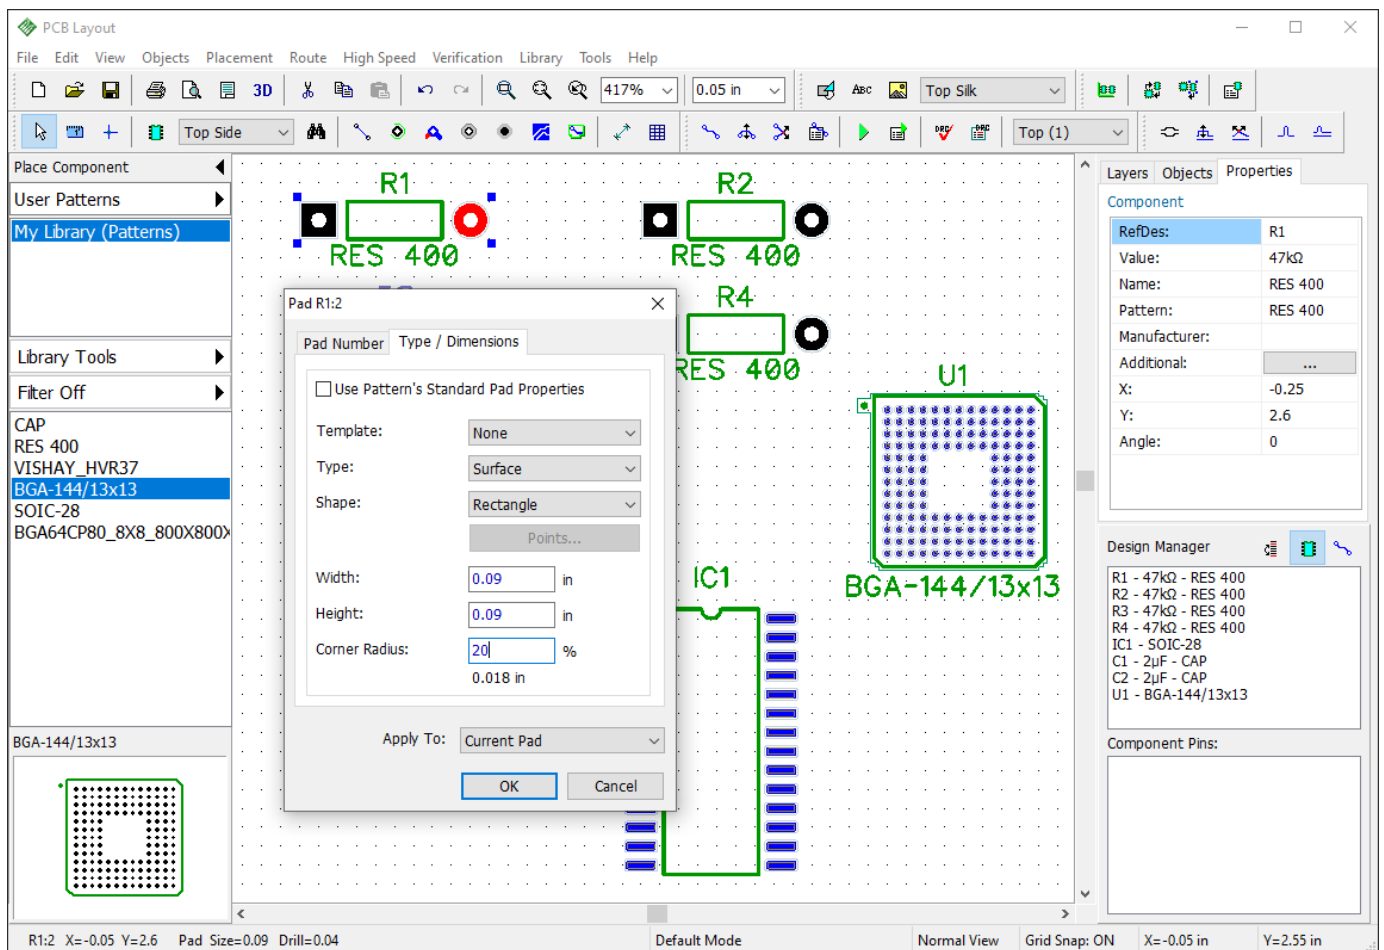 PCB Layout
File Edit View Objects Placement Route High Speed Verification Library Tools Help
3D 417% 0.05 in ABC Top Silk
Top Side DRC DRC Top (1)
Place Component
User Patterns
My Library (Patterns)
Library Tools
Filter Off
CAP
RES 400
VISHAY_HVR37
BGA-144/13x13
SOIC-28
BGA64CP80_8X8_800X800X
BGA-144/13x13
R1
RES 400
R2
RES 400
R4
RES 400
U1
BGA-144/13x13
IC1
Pad R1:2
Pad Number Type / Dimensions
Use Pattern's Standard Pad Properties
Template: None
Type: Surface
Shape: Rectangle
Points...
Width: 0.09 in
Height: 0.09 in
Corner Radius: 20 %
0.018 in
Apply To: Current Pad
OK Cancel
Layers Objects Properties
Component
RefDes: R1
Value: 47kΩ
Name: RES 400
Pattern: RES 400
Manufacturer:
Additional: ...
X: -0.25
Y: 2.6
Angle: 0
Design Manager
R1 - 47kΩ - RES 400
R2 - 47kΩ - RES 400
R3 - 47kΩ - RES 400
R4 - 47kΩ - RES 400
IC1 - SOIC-28
C1 - 2µF - CAP
C2 - 2µF - CAP
U1 - BGA-144/13x13
Component Pins:
R1:2 X=-0.05 Y=2.6 Pad Size=0.09 Drill=0.04 Default Mode Normal View Grid Snap: ON X=-0.05 in Y=2.55 in